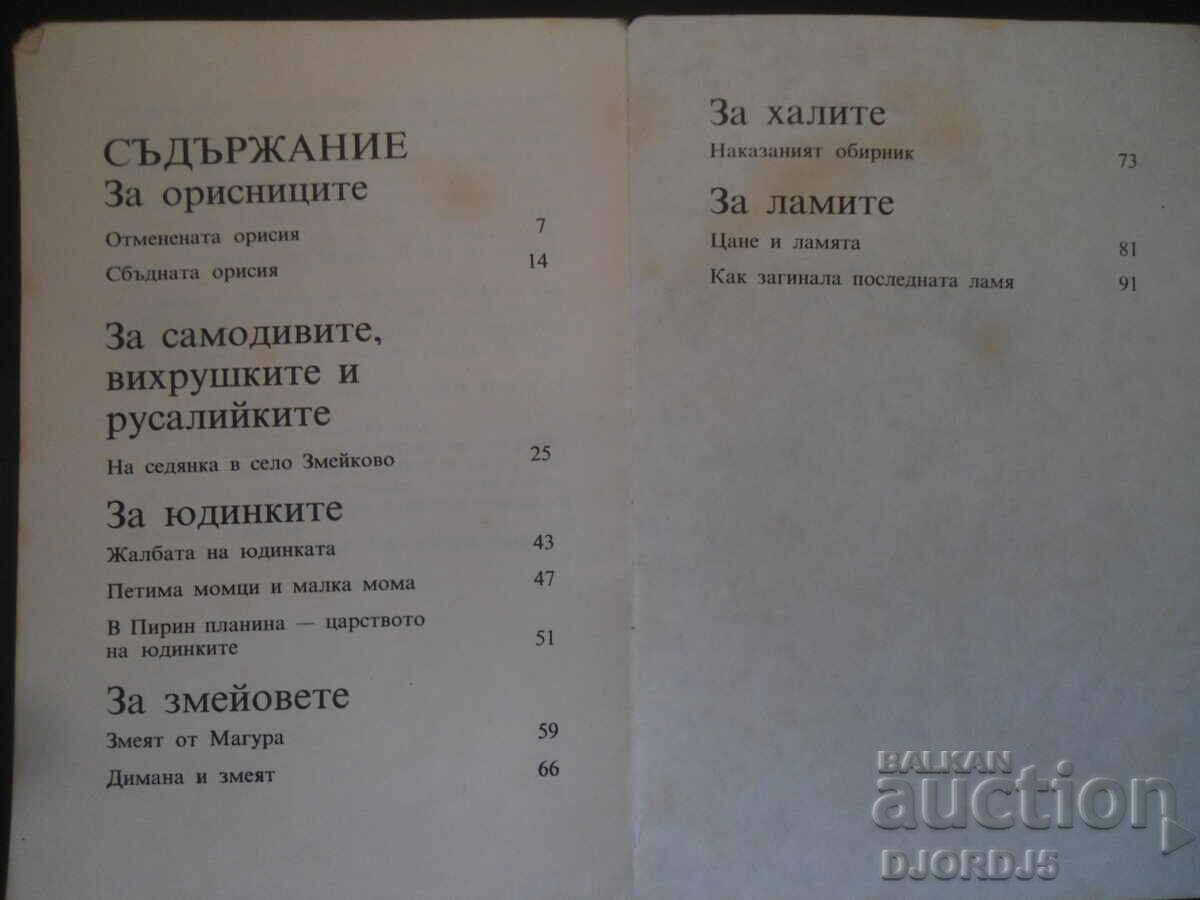 СЪДЪРЖАНИЕ
За орисниците
Отменената орисия 7
Сбъдната орисия 14
За самодивите,
вихрушките и
русалийките
На седянка в село Змейково 25
За юдинките
Жалбата на юдинката 43
Петима момци и малка мома 47
В Пирин планина — царството
на юдинките 51
За змейовете
Змеят от Магура 59
Димана и змеят 66
За халите
Наказаният обирник 73
За ламите
Цане и ламята 81
Как загинала последната ламя 91
BALKAN
auction
DJORDJ5